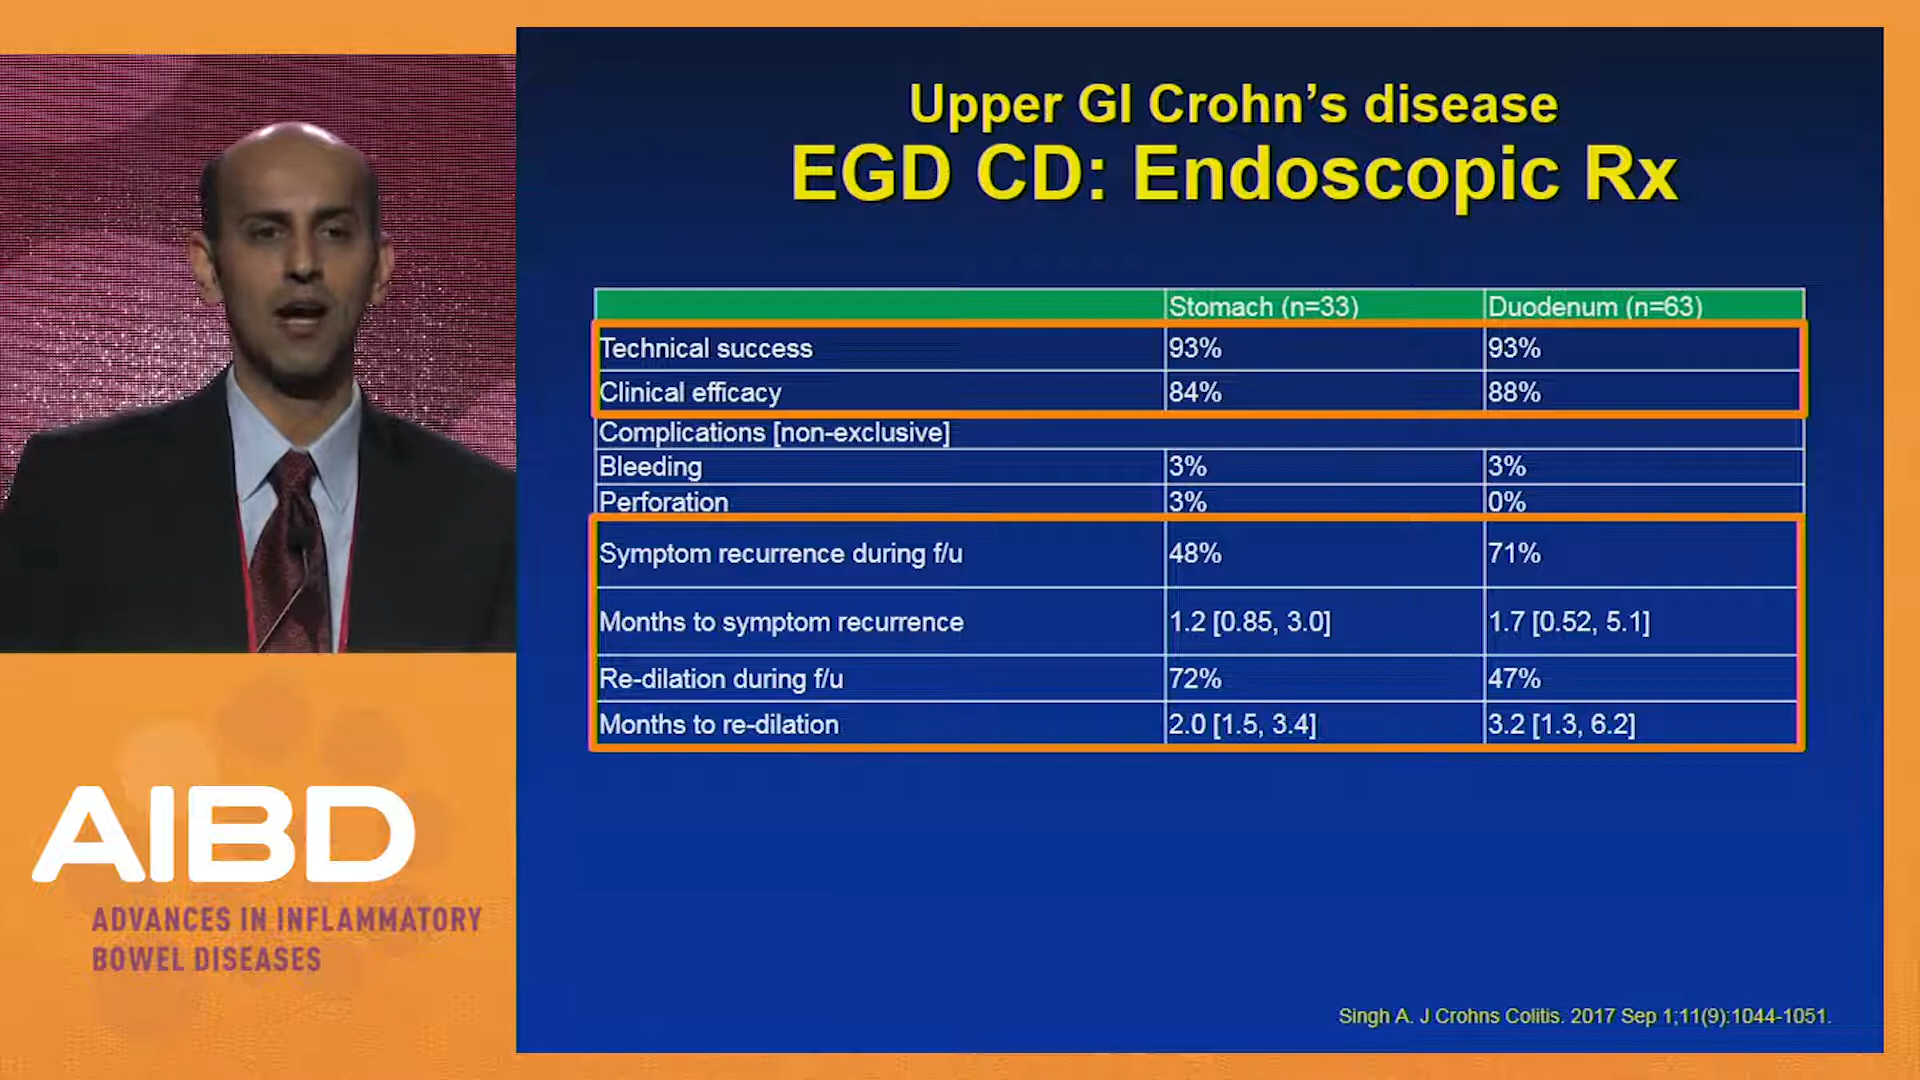 Upper GI Crohn’s disease
EGD CD: Endoscopic Rx
Stomach (n=33) Duodenum (n=63)
Technical success 93% 93%
Clinical efficacy 84% 88%
Complications [non-exclusive]
Bleeding 3% 3%
Perforation 3% 0%
Symptom recurrence during f/u 48% 71%
Months to symptom recurrence 1.2 [0.85, 3.0] 1.7 [0.52, 5.1]
Re-dilation during f/u 72% 47%
Months to re-dilation 2.0 [1.5, 3.4] 3.2 [1.3, 6.2]
Singh A. J Crohns Colitis. 2017 Sep 1;11(9):1044-1051.
AIBD
ADVANCES IN INFLAMMATORY
BOWEL DISEASES